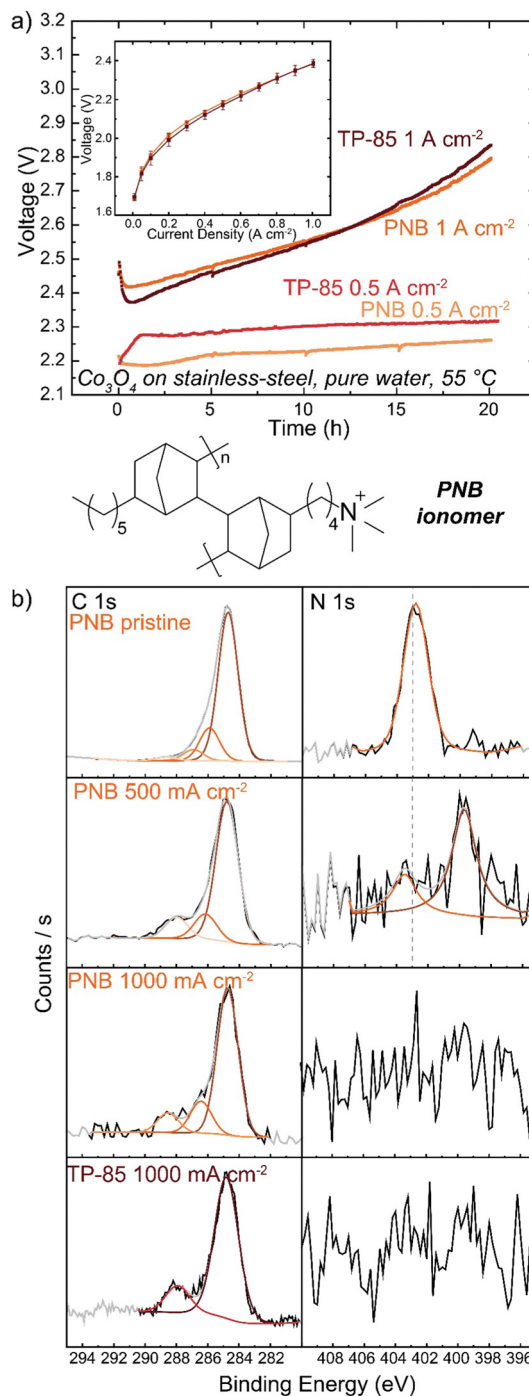 a)
3.2
3.1
3.0
2.9
2.8
2.7
2.6
2.5
2.4
2.3
2.2
2.1
Voltage (V)
2.4
2.2
2.0
1.8
1.6
Voltage (V)
0.0 0.2 0.4 0.6 0.8 1.0
Current Density (A cm⁻²)
TP-85 1 A cm⁻²
PNB 1 A cm⁻²
TP-85 0.5 A cm⁻²
PNB 0.5 A cm⁻²
Co₃O₄ on stainless-steel, pure water, 55 °C
0 5 10 15 20
Time (h)
n
5
4
N
+
PNB
ionomer
b)
C 1s
N 1s
PNB pristine
PNB 500 mA cm⁻²
PNB 1000 mA cm⁻²
TP-85 1000 mA cm⁻²
Counts / s
294 292 290 288 286 284 282
408 406 404 402 400 398 396
Binding Energy (eV)